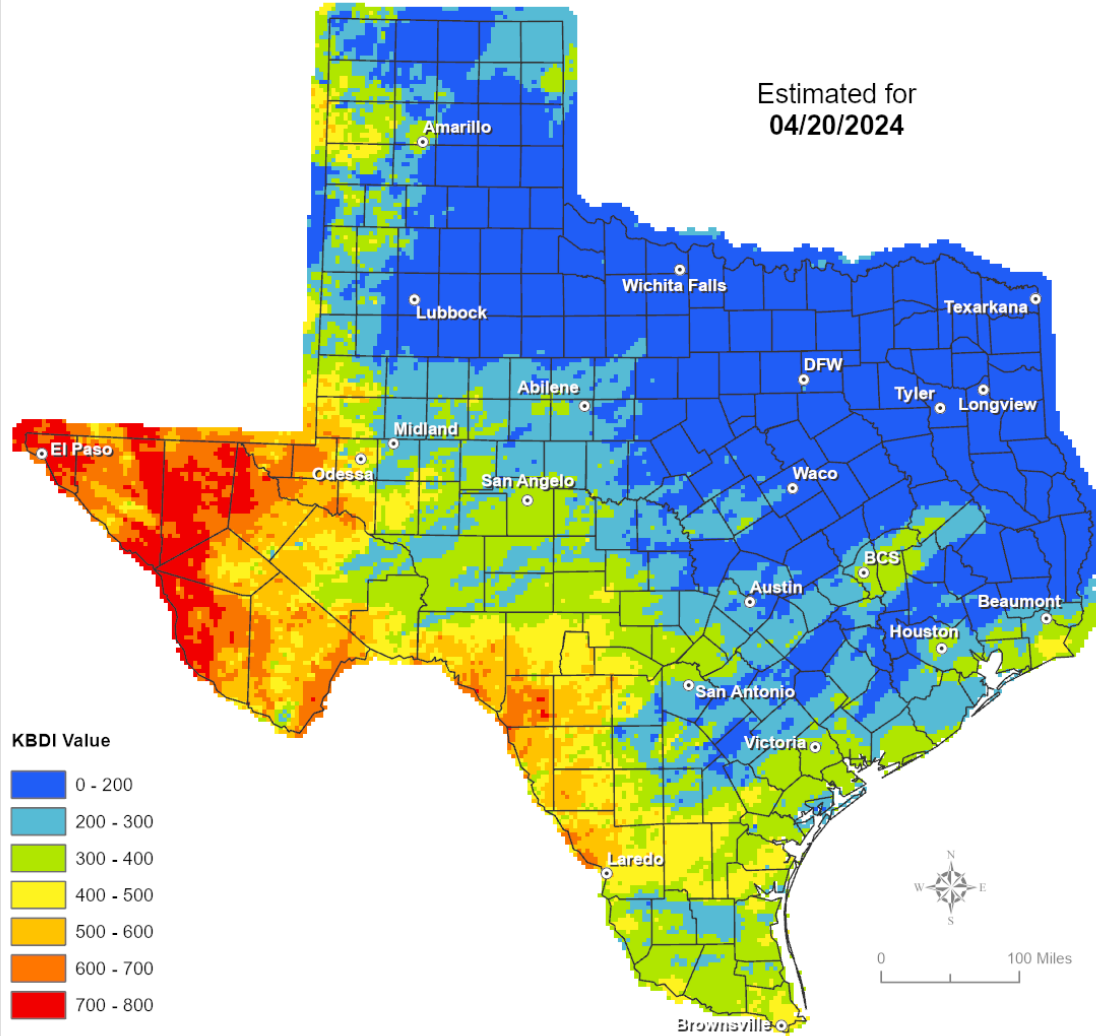 Estimated for
04/20/2024
Amarillo
Wichita Falls
Lubbock
Texarkana
DFW
Abilene
Tyler
Longview
Midland
El Paso
Odessa
San Angelo
Waco
BCS
Austin
Beaumont
Houston
San Antonio
Victoria
Laredo
Brownsville
KBDI Value
0 - 200
200 - 300
300 - 400
400 - 500
500 - 600
600 - 700
700 - 800
N
W E
S
0 100 Miles